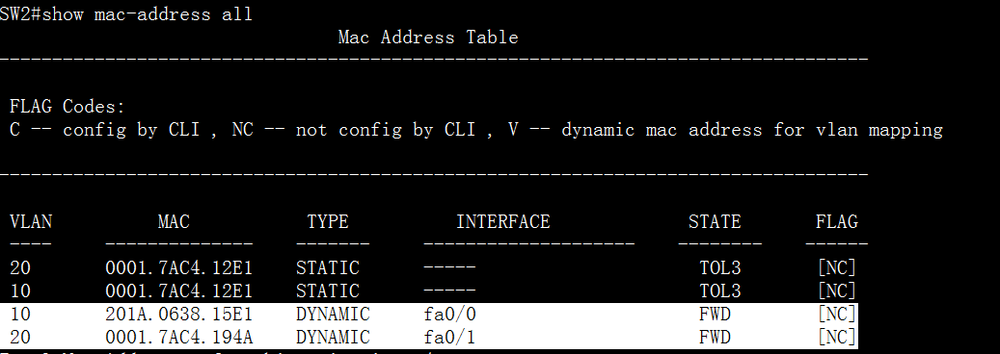 SW2#show mac-address all
Mac Address Table
--------------------------------------------------------------------------------
FLAG Codes:
C -- config by CLI , NC -- not config by CLI , V -- dynamic mac address for vlan mapping
--------------------------------------------------------------------------------
VLAN MAC TYPE INTERFACE STATE FLAG
---- -------------- ------- -------------------- -------- ------
20 0001.7AC4.12E1 STATIC ----- TOL3 [NC]
10 0001.7AC4.12E1 STATIC ----- TOL3 [NC]
10 201A.0638.15E1 DYNAMIC fa0/0 FWD [NC]
20 0001.7AC4.194A DYNAMIC fa0/1 FWD [NC]